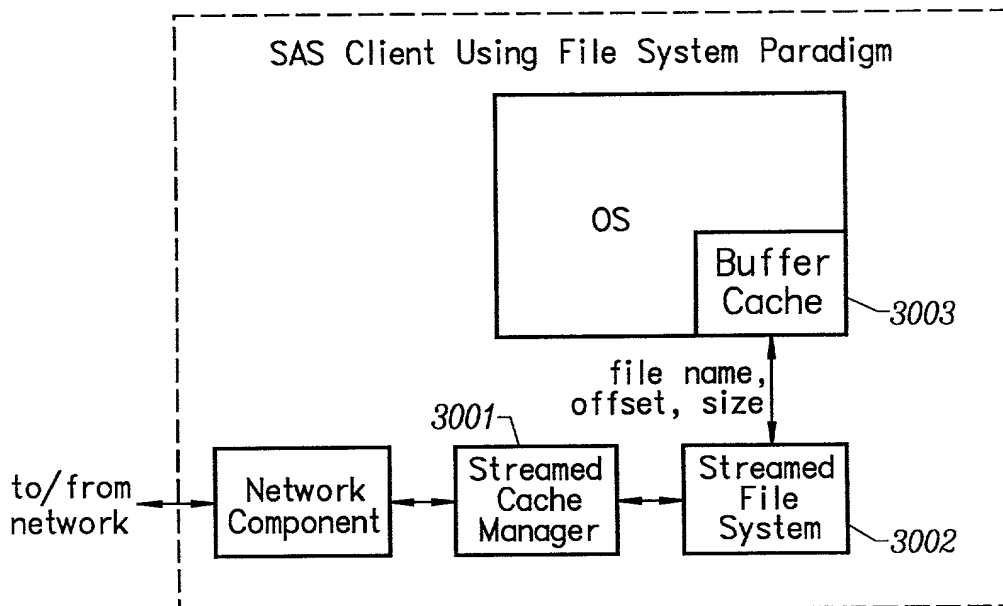 SAS Client Using File System Paradigm
OS
Buffer
Cache
3003
file name,
offset, size
3001
to/from
network
Network
Component
Streamed
Cache
Manager
Streamed
File
System
3002